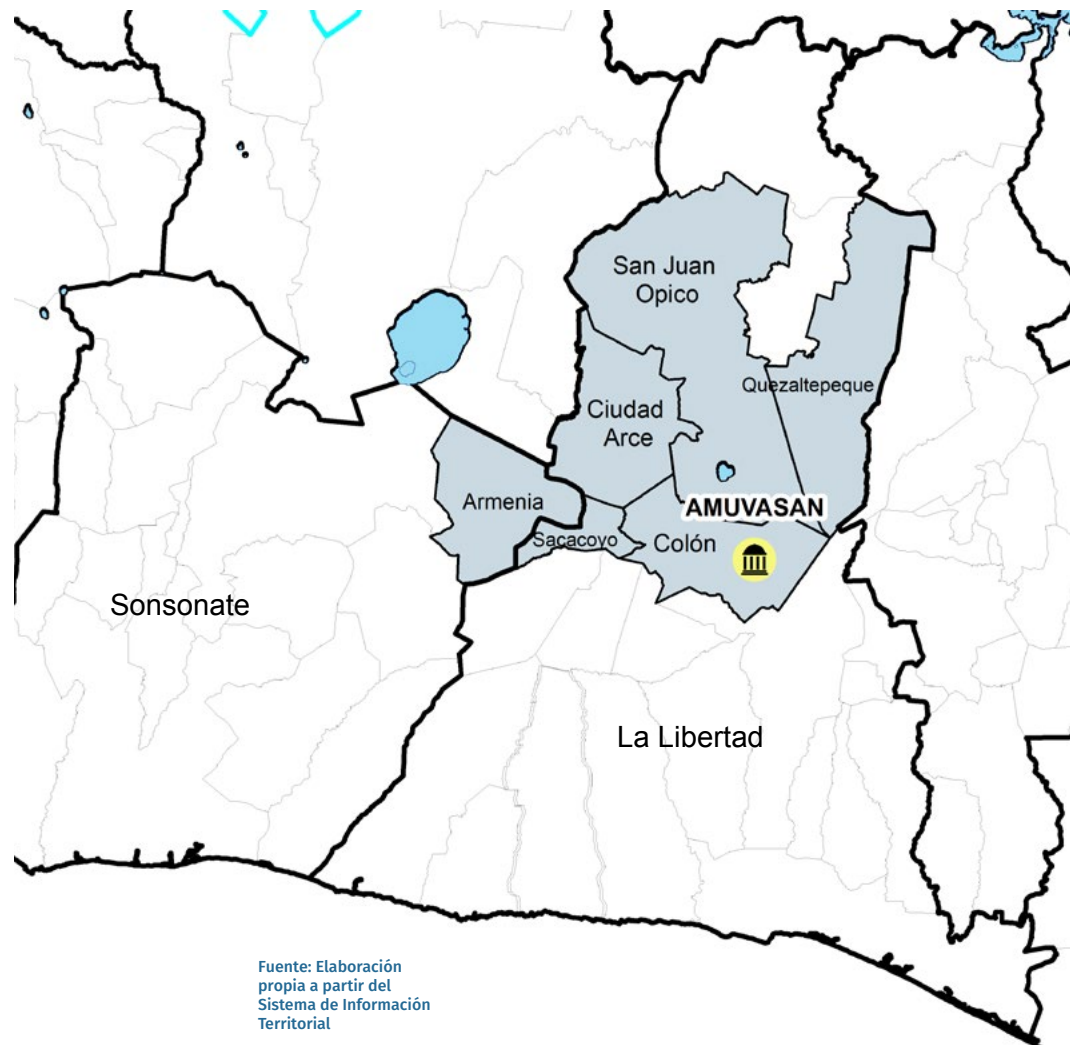 San Juan
Opico
Quezaltepeque
Ciudad
Arce
Armenia
AMUVASAN
Sacacoyo
Colón
Sonsonate
La Libertad
Fuente: Elaboración
propia a partir del
Sistema de Información
Territorial